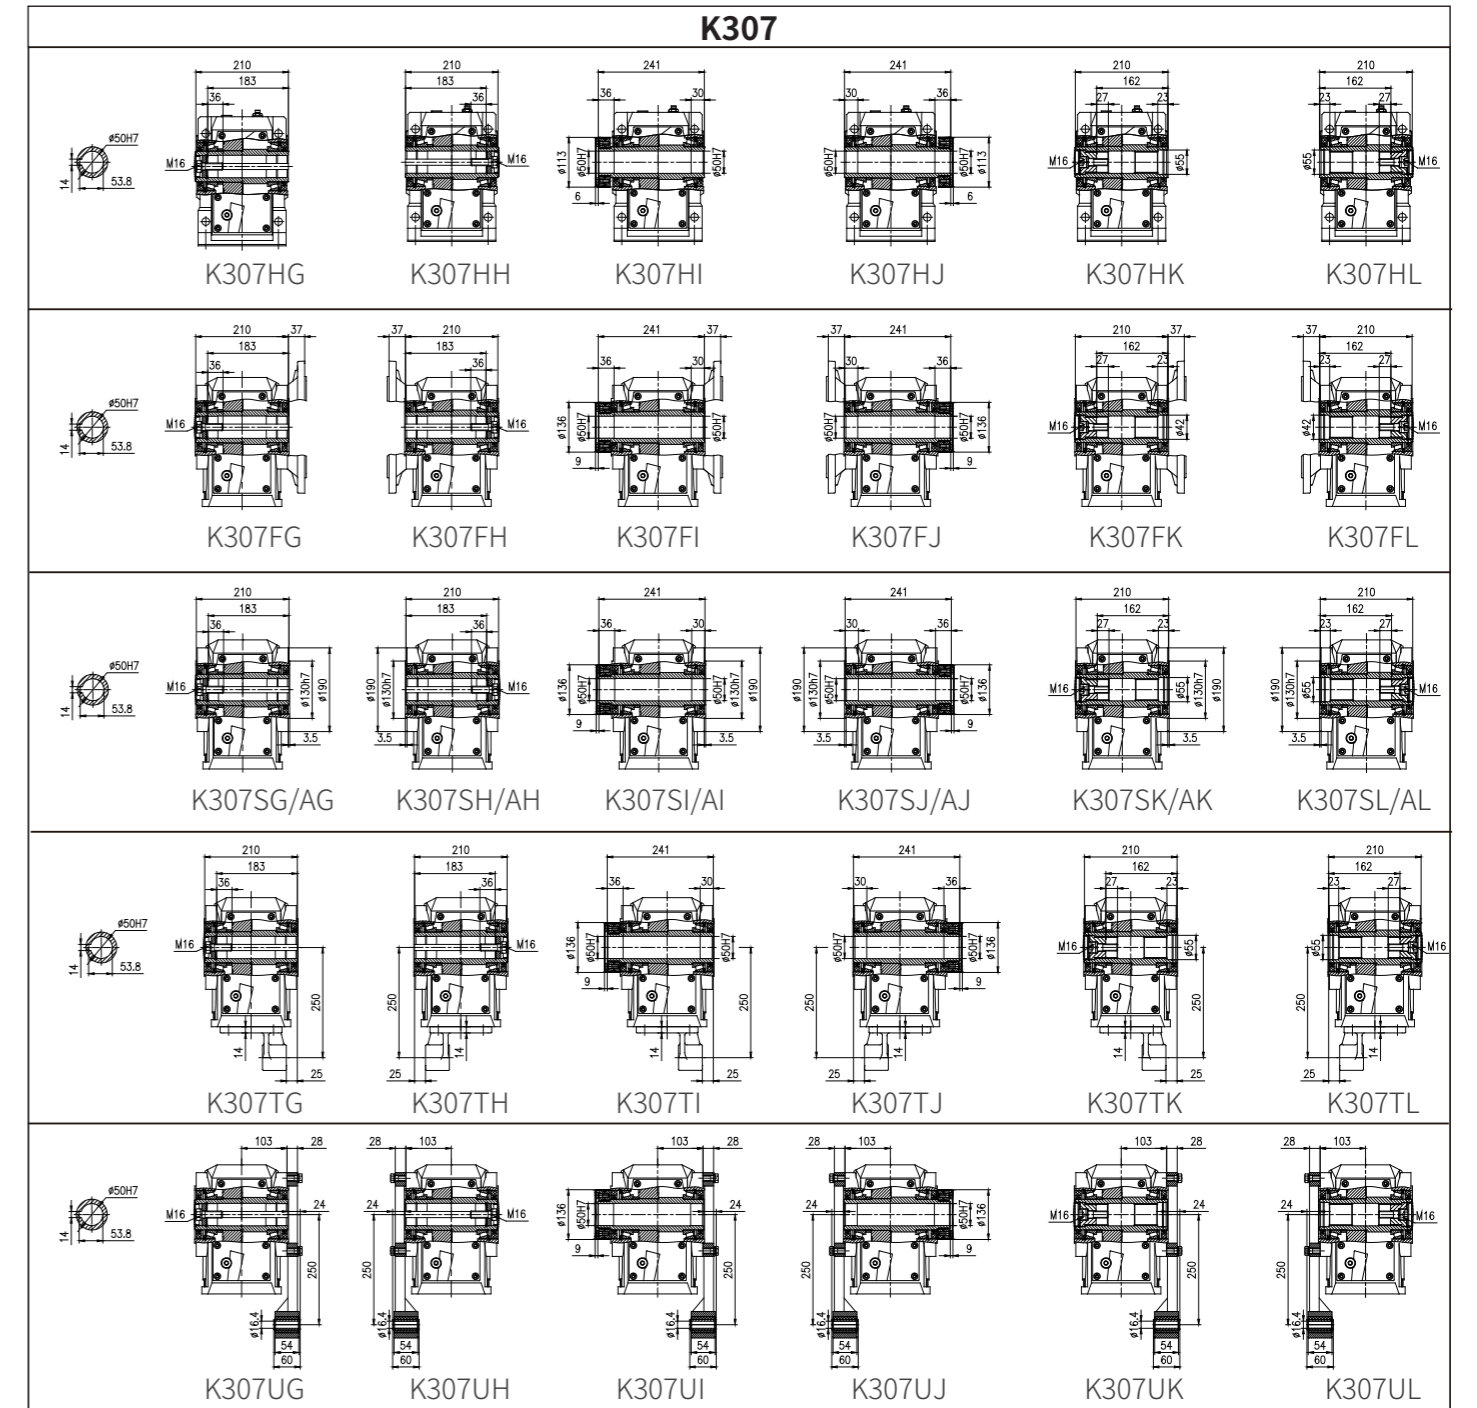 K307
210 210 241 241 210 210
183 183 162 162
36 36 36 30 30 36 27 23 23 27
ø50H7 M16 M16 ø113 ø50H7 ø50H7 ø50H7 ø50H7 ø113 M16 ø55 ø55 M16
14 53.8 6 6
K307HG K307HH K307HI K307HJ K307HK K307HL
210 37 37 210 241 37 37 241 210 37 37 210
183 183 162 162
36 36 36 30 30 36 27 23 23 27
ø50H7 M16 M16 ø136 ø50H7 ø50H7 ø50H7 ø50H7 ø136 M16 ø42 ø42 M16
14 53.8 9 9
K307FG K307FH K307FI K307FJ K307FK K307FL
210 210 241 241 210 210
183 183 162 162
36 36 36 30 30 36 27 23 23 27
ø50H7 M16 ø130h7 ø190 ø190 ø130h7 M16 ø136 ø50H7 ø50H7 ø130h7 ø190 ø190 ø130h7 ø50H7 ø50H7 ø136 M16 ø55 ø130h7 ø190 ø190 ø130h7 ø55 M16
14 53.8 3.5 3.5 9 3.5 3.5 9 3.5 3.5
K307SG/AG K307SH/AH K307SI/AI K307SJ/AJ K307SK/AK K307SL/AL
210 210 241 241 210 210
183 183 162 162
36 36 36 30 30 36 27 23 23 27
ø50H7 M16 M16 ø136 ø50H7 ø50H7 ø50H7 ø50H7 ø136 M16 ø55 ø55 M16
14 53.8 9 9
250 250 250 250 250 250
14 14 14 14 14 14
25 25 25 25 25 25
K307TG K307TH K307TI K307TJ K307TK K307TL
103 28 28 103 103 28 28 103 103 28 28 103
ø50H7 M16 24 24 M16 ø136 ø50H7 ø50H7 24 24 ø50H7 ø50H7 ø136 M16 24 24 M16
14 53.8 9 9
250 250 250 250 250 250
ø16.4 ø16.4 ø16.4 ø16.4 ø16.4 ø16.4
54 54 54 54 54 54
60 60 60 60 60 60
K307UG K307UH K307UI K307UJ K307UK K307UL